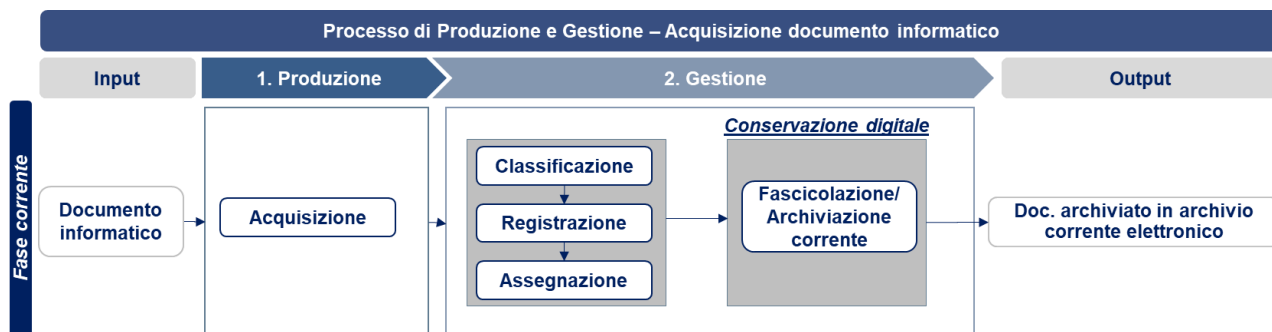 Processo di Produzione e Gestione – Acquisizione documento informatico
Input
1. Produzione
2. Gestione
Output
Fase corrente
Documento
informatico
Acquisizione
Classificazione
Registrazione
Assegnazione
Conservazione digitale
Fascicolazione/
Archiviazione
corrente
Doc. archiviato in archivio
corrente elettronico